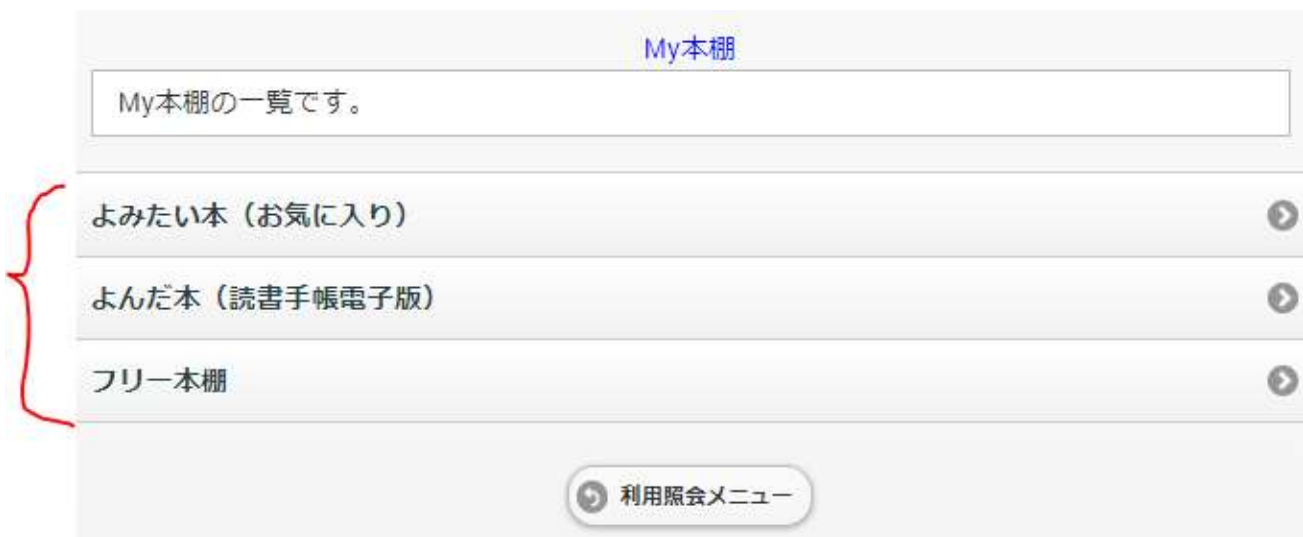 My本棚
My本棚の一覧です。
よみたい本（お気に入り）
よんだ本（読書手帳電子版）
フリー本棚
利用照会メニュー